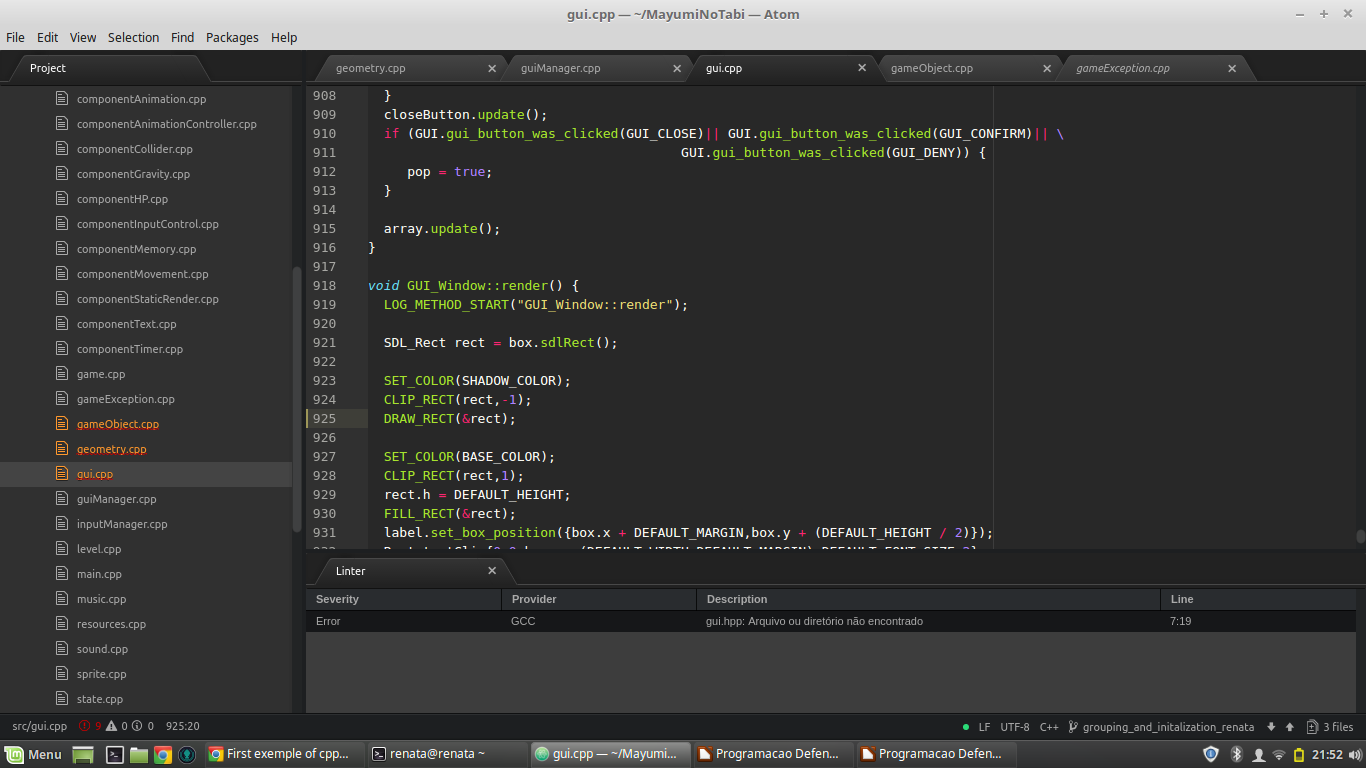 gui.cpp — ~/MayumiNoTabi — Atom
File Edit View Selection Find Packages Help
Project
componentAnimation.cpp
componentAnimationController.cpp
componentCollider.cpp
componentGravity.cpp
componentHP.cpp
componentInputControl.cpp
componentMemory.cpp
componentMovement.cpp
componentStaticRender.cpp
componentText.cpp
componentTimer.cpp
game.cpp
gameException.cpp
gameObject.cpp
geometry.cpp
gui.cpp
guiManager.cpp
inputManager.cpp
level.cpp
main.cpp
music.cpp
resources.cpp
sound.cpp
sprite.cpp
state.cpp
geometry.cpp guiManager.cpp gui.cpp gameObject.cpp gameException.cpp
908 }
909 closeButton.update();
910 if (GUI.gui_button_was_clicked(GUI_CLOSE)|| GUI.gui_button_was_clicked(GUI_CONFIRM)|| \
911 GUI.gui_button_was_clicked(GUI_DENY)) {
912 pop = true;
913 }
914
915 array.update();
916 }
917
918 void GUI_Window::render() {
919 LOG_METHOD_START("GUI_Window::render");
920
921 SDL_Rect rect = box.sdlRect();
922
923 SET_COLOR(SHADOW_COLOR);
924 CLIP_RECT(rect,-1);
925 DRAW_RECT(&rect);
926
927 SET_COLOR(BASE_COLOR);
928 CLIP_RECT(rect,1);
929 rect.h = DEFAULT_HEIGHT;
930 FILL_RECT(&rect);
931 label.set_box_position({box.x + DEFAULT_MARGIN,box.y + (DEFAULT_HEIGHT / 2)});
Linter
Severity Provider Description Line
Error GCC gui.hpp: Arquivo ou diretório não encontrado 7:19
src/gui.cpp 9 0 0 925:20 LF UTF-8 C++ grouping_and_initalization_renata 3 files
Menu First exemple of cpp... renata@renata ~ gui.cpp — ~/Mayumi... Programacao Defen... Programacao Defen... 21:52